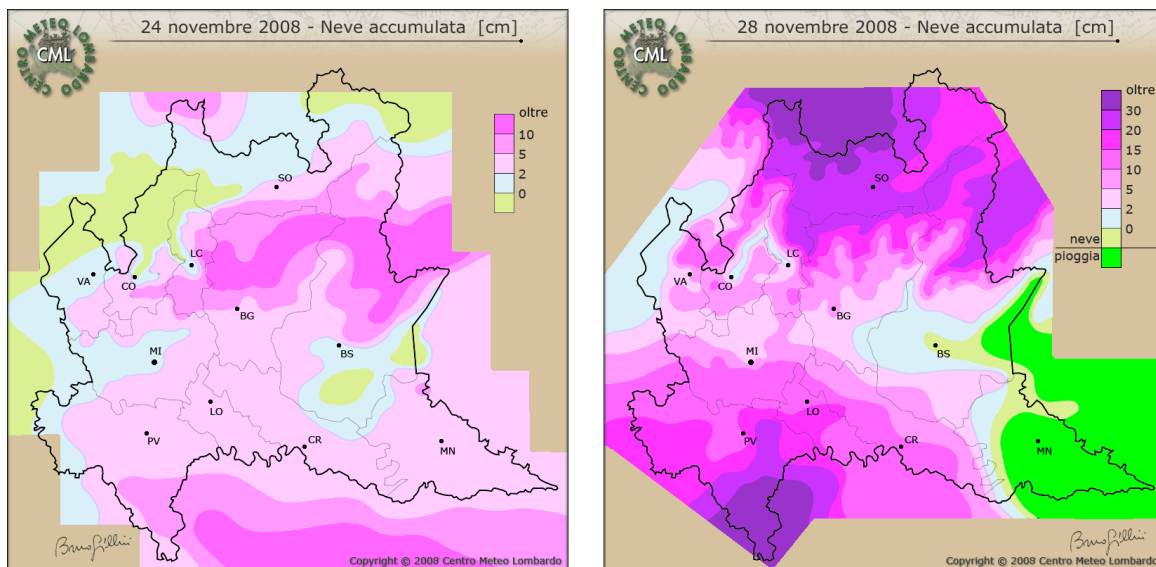 24 novembre 2008 - Neve accumulata [cm]
CENTRO METEO LOMBARDO
CML
oltre
10
5
2
0
SO
LC
VA
CO
BG
MI
BS
LO
PV
CR
MN
Copyright © 2008 Centro Meteo Lombardo
28 novembre 2008 - Neve accumulata [cm]
CENTRO METEO LOMBARDO
CML
oltre
30
20
15
10
5
2
0
neve
pioggia
SO
LC
VA
CO
BG
MI
BS
LO
PV
CR
MN
Copyright © 2008 Centro Meteo Lombardo